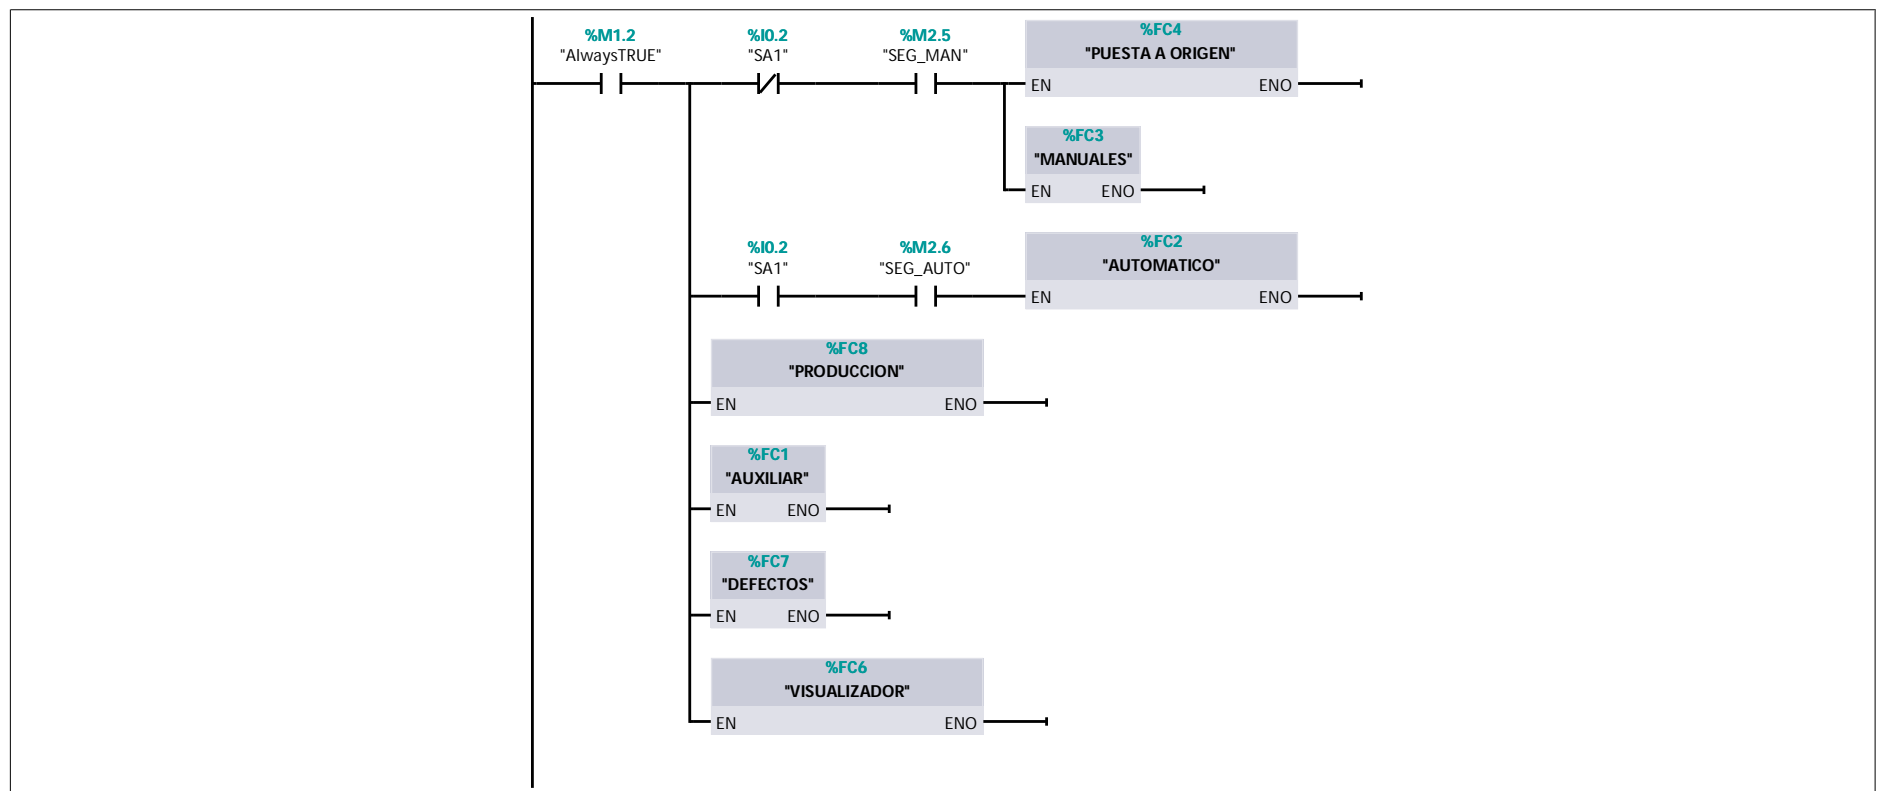 %M1.2
"AlwaysTRUE"
%I0.2
"SA1"
%M2.5
"SEG_MAN"
%FC4
"PUESTA A ORIGEN"
EN
ENO
%FC3
"MANUALES"
EN
ENO
%I0.2
"SA1"
%M2.6
"SEG_AUTO"
%FC2
"AUTOMATICO"
EN
ENO
%FC8
"PRODUCCION"
EN
ENO
%FC1
"AUXILIAR"
EN
ENO
%FC7
"DEFECTOS"
EN
ENO
%FC6
"VISUALIZADOR"
EN
ENO